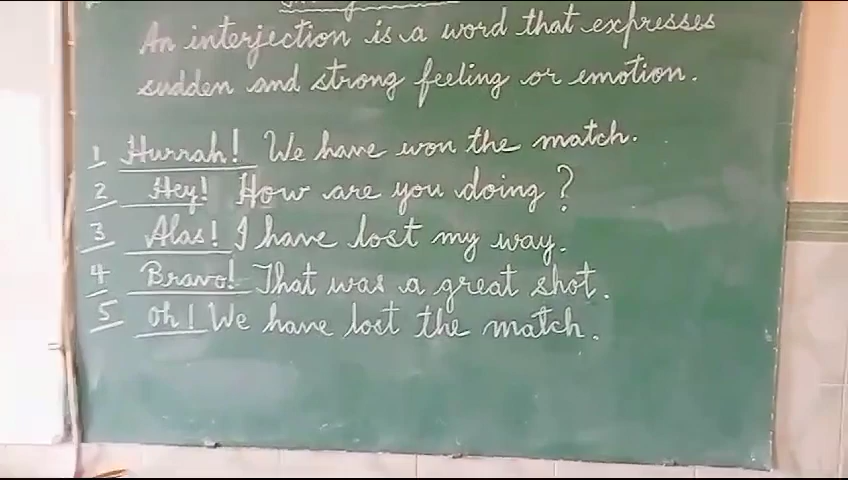 An interjection is a word that expresses
sudden and strong feeling or emotion.
1 Hurrah! We have won the match.
2 Hey! How are you doing?
3 Alas! I have lost my way.
4 Bravo! That was a great shot.
5 Oh! We have lost the match.